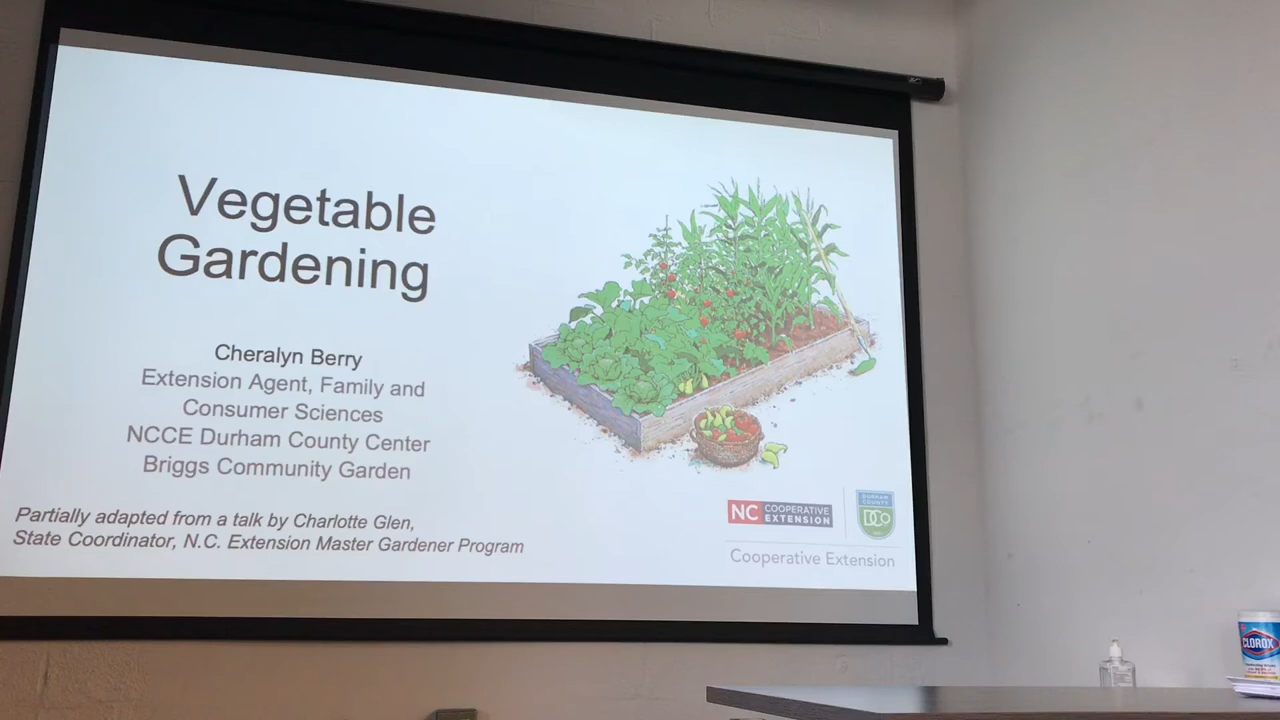 Vegetable
Gardening
Cheralyn Berry
Extension Agent, Family and
Consumer Sciences
NCCE Durham County Center
Briggs Community Garden
Partially adapted from a talk by Charlotte Glen,
State Coordinator, N.C. Extension Master Gardener Program
NC COOPERATIVE
EXTENSION
DURHAM
COUNTY
DCo
Cooperative Extension
CLOROX